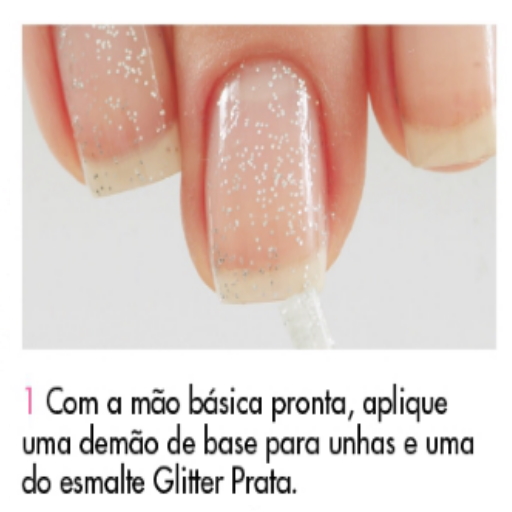 1 Com a mão básica pronta, aplique
uma demão de base para unhas e uma
do esmalte Glitter Prata.